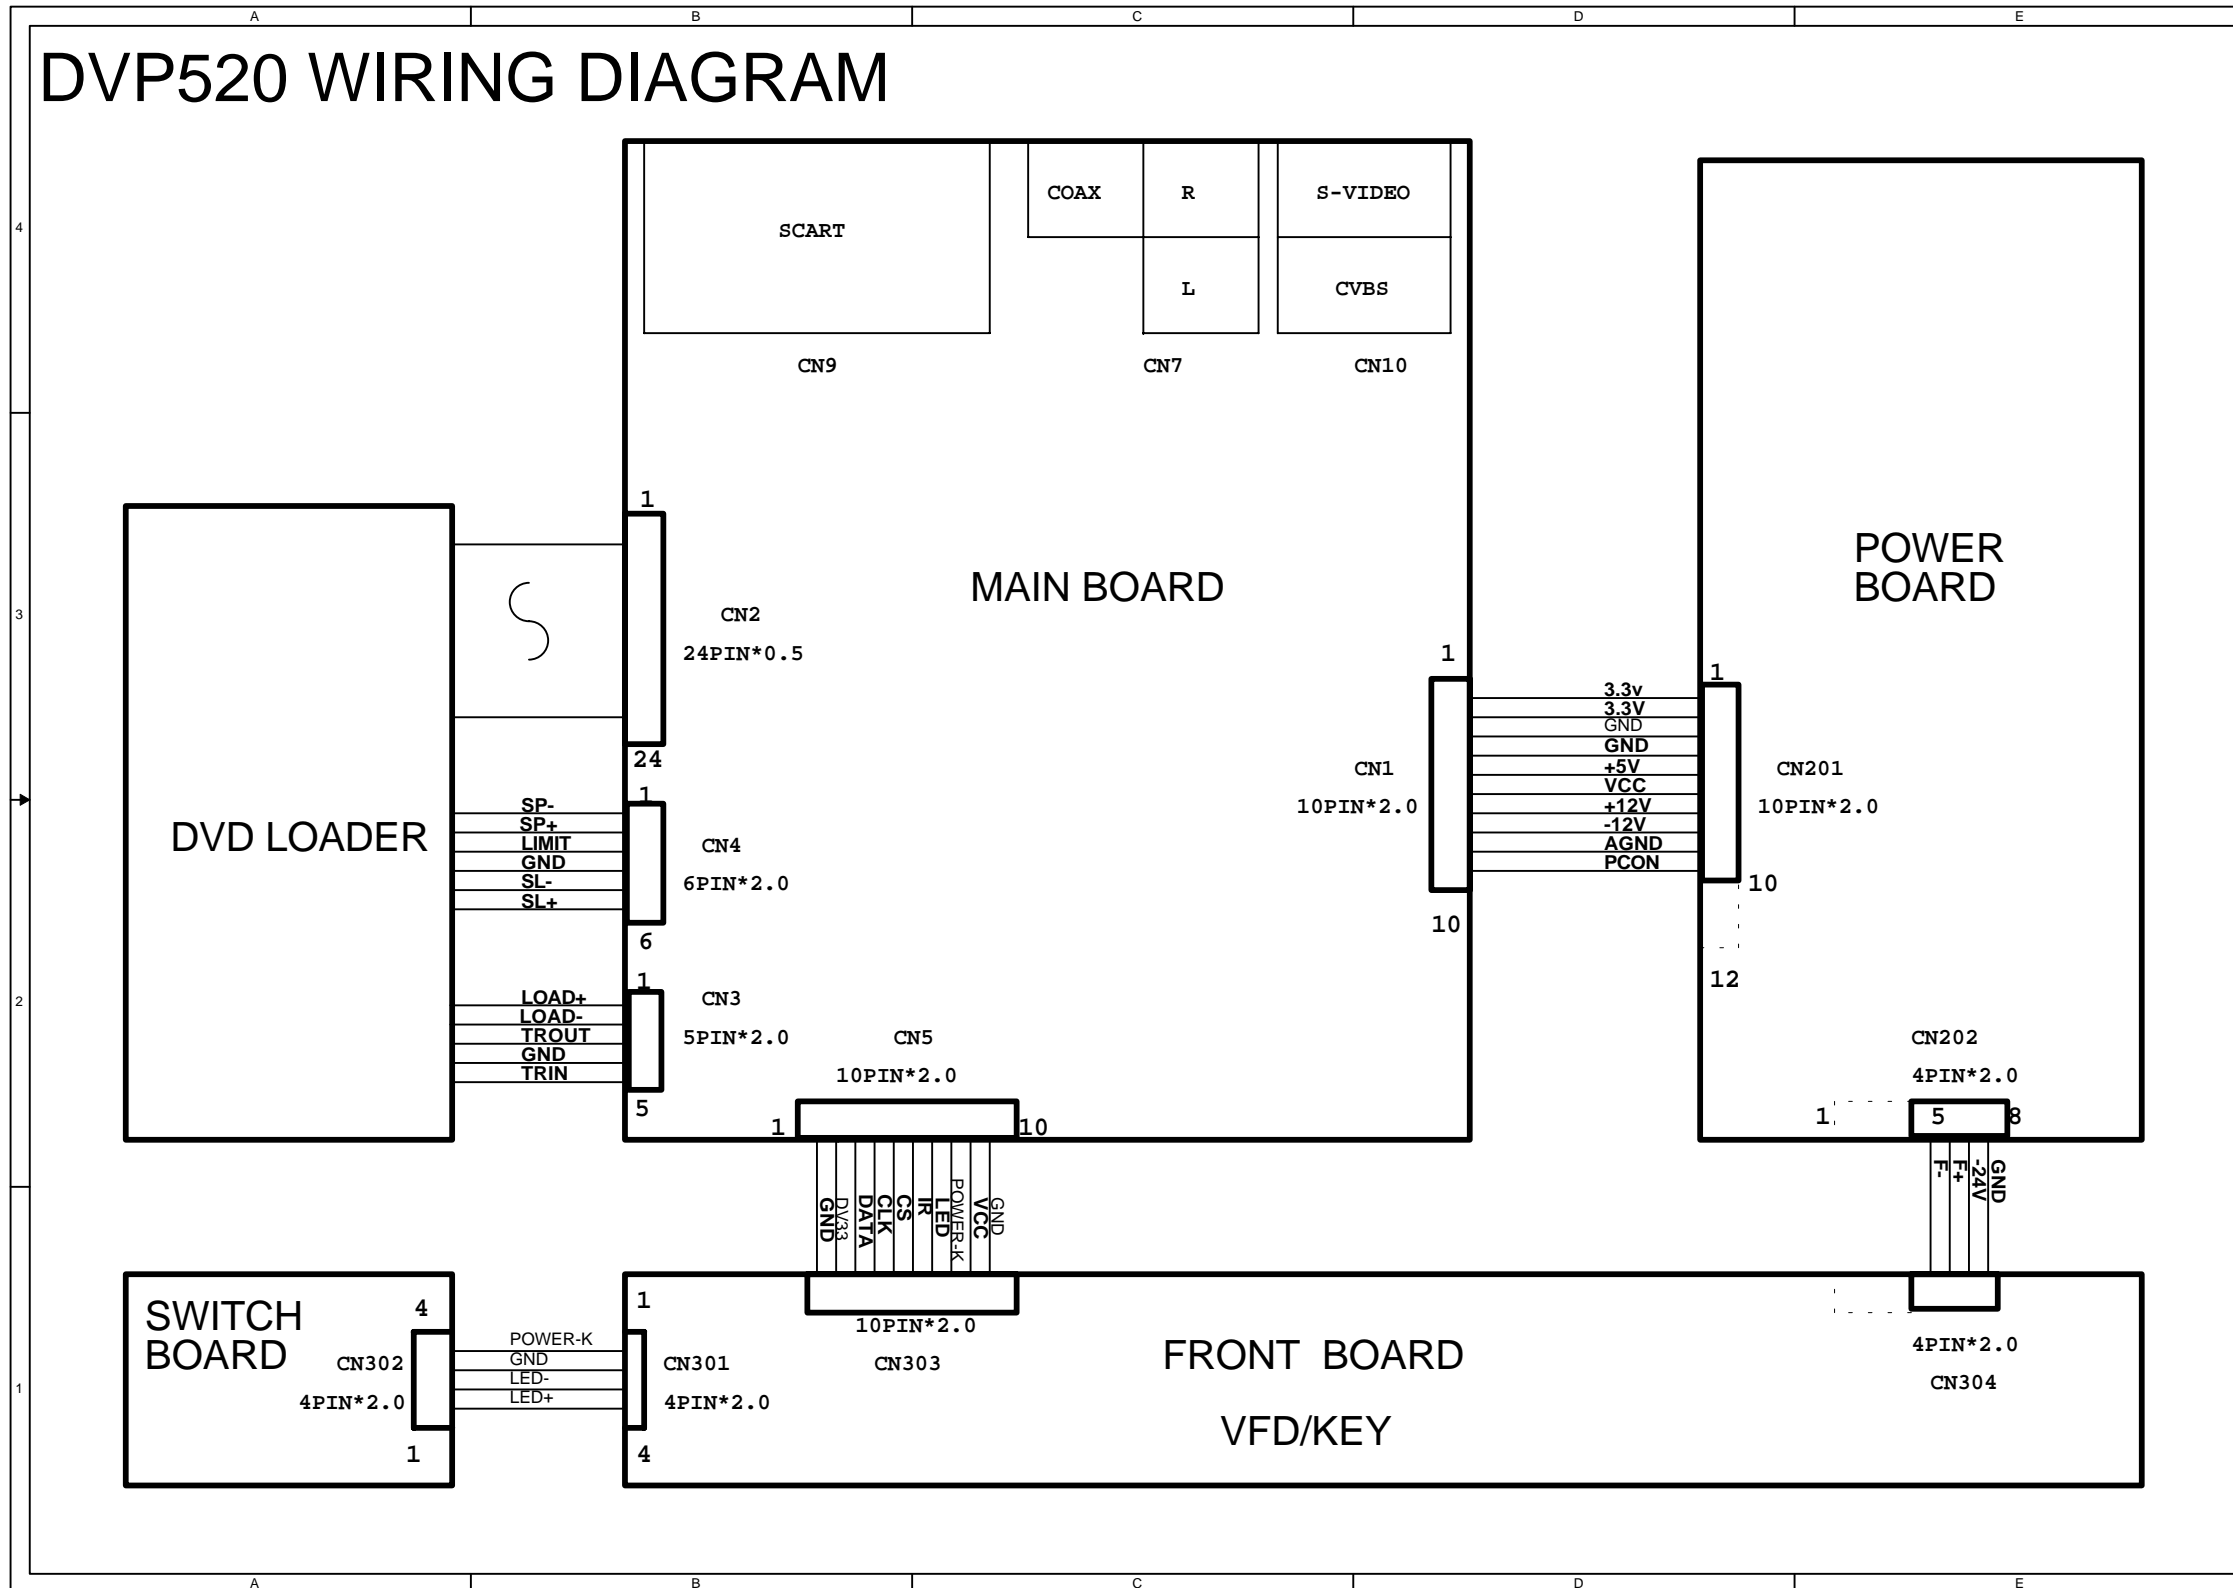 A B C D E
DVP520 WIRING DIAGRAM
4
SCART
COAX R
L
S-VIDEO
CVBS
CN9
CN7
CN10
3
MAIN BOARD
POWER
BOARD
1
CN2
24PIN*0.5
24
DVD LOADER
SP-
SP+
LIMIT
GND
SL-
SL+
1
CN4
6PIN*2.0
6
1
CN1
10PIN*2.0
10
3.3v
3.3V
GND
GND
+5V
VCC
+12V
-12V
AGND
PCON
1
CN201
10PIN*2.0
10
12
2
LOAD+
LOAD-
TROUT
GND
TRIN
1
CN3
5PIN*2.0
5
CN5
10PIN*2.0
1
10
CN202
4PIN*2.0
1
5
8
GND
DV33
DATA
CLK
CS
IR
LED
POWER-K
VCC
GND
F-
F+
-24V
GND
1
SWITCH
BOARD
4
CN302
4PIN*2.0
1
POWER-K
GND
LED-
LED+
1
CN301
4PIN*2.0
4
10PIN*2.0
CN303
FRONT BOARD
VFD/KEY
4PIN*2.0
CN304
A B C D E